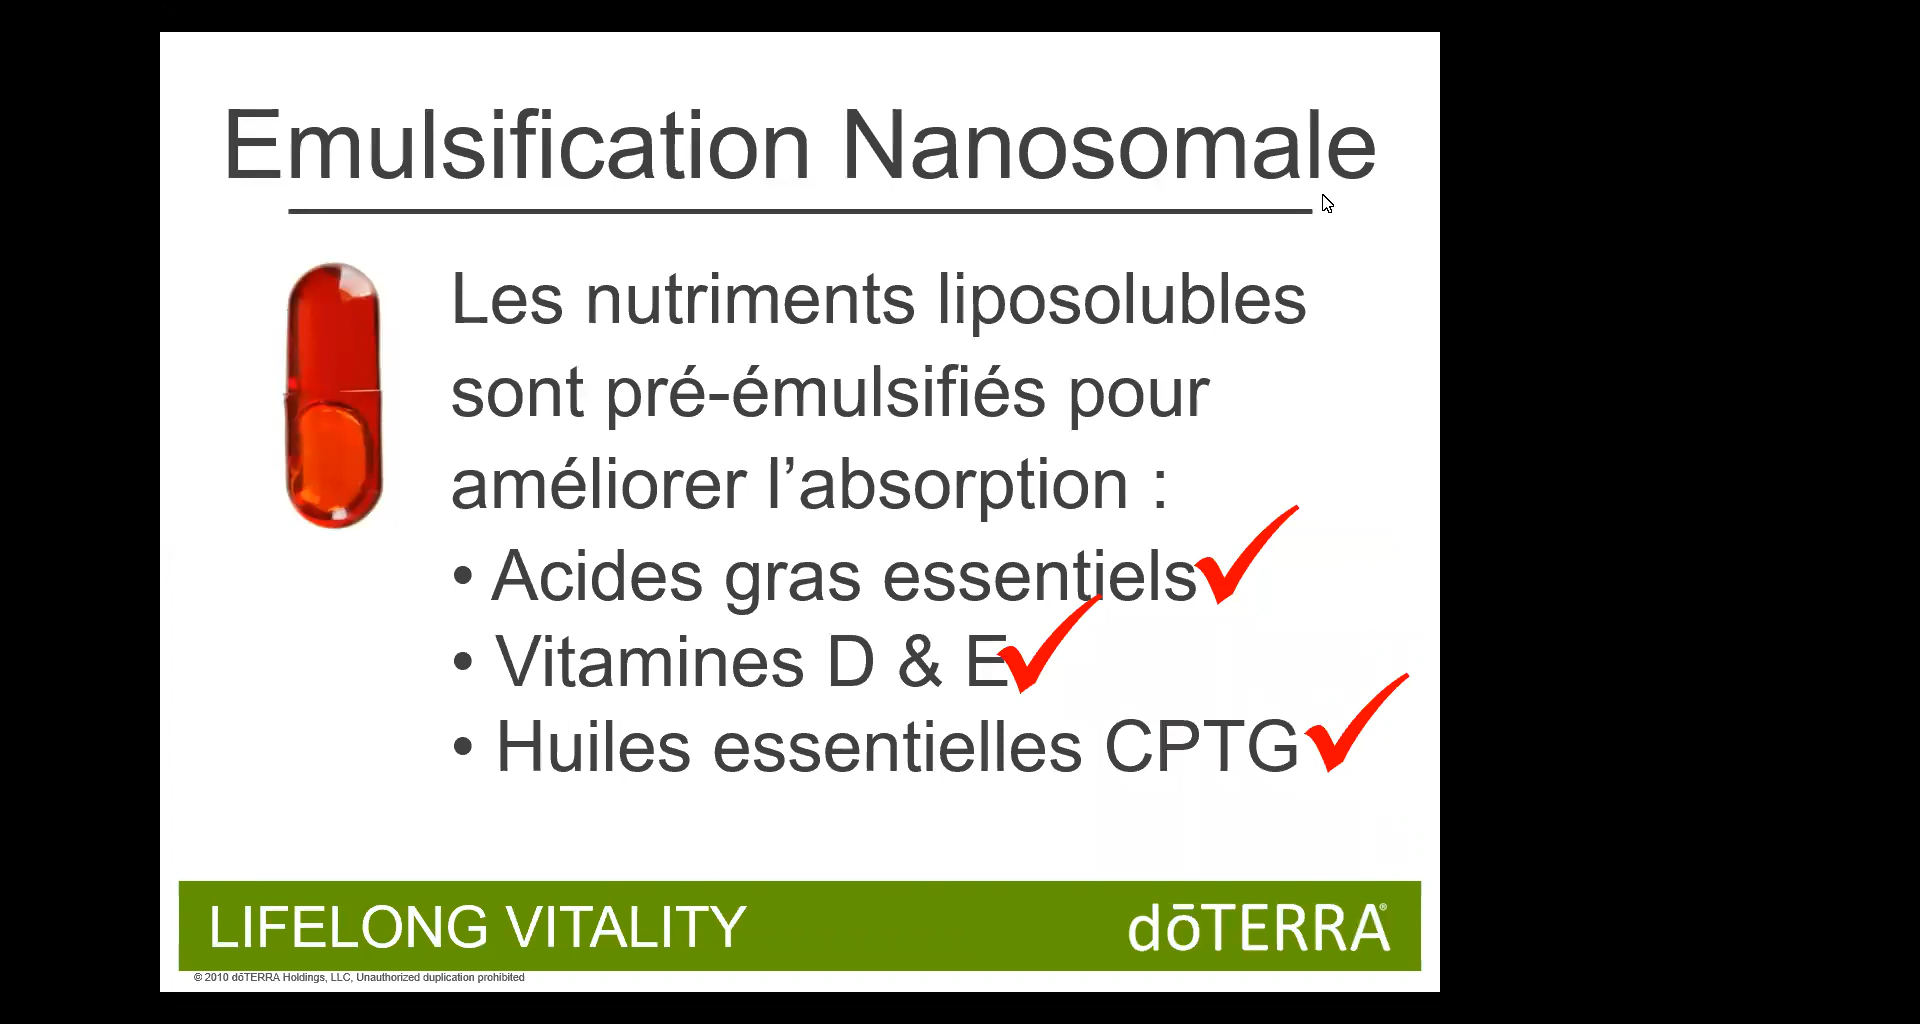 Emulsification Nanosomale
Les nutriments liposolubles
sont pré-émulsifiés pour
améliorer l’absorption :
• Acides gras essentiels
• Vitamines D & E
• Huiles essentielles CPTG
LIFELONG VITALITY
dōTERRA®
© 2010 dōTERRA Holdings, LLC, Unauthorized duplication prohibited